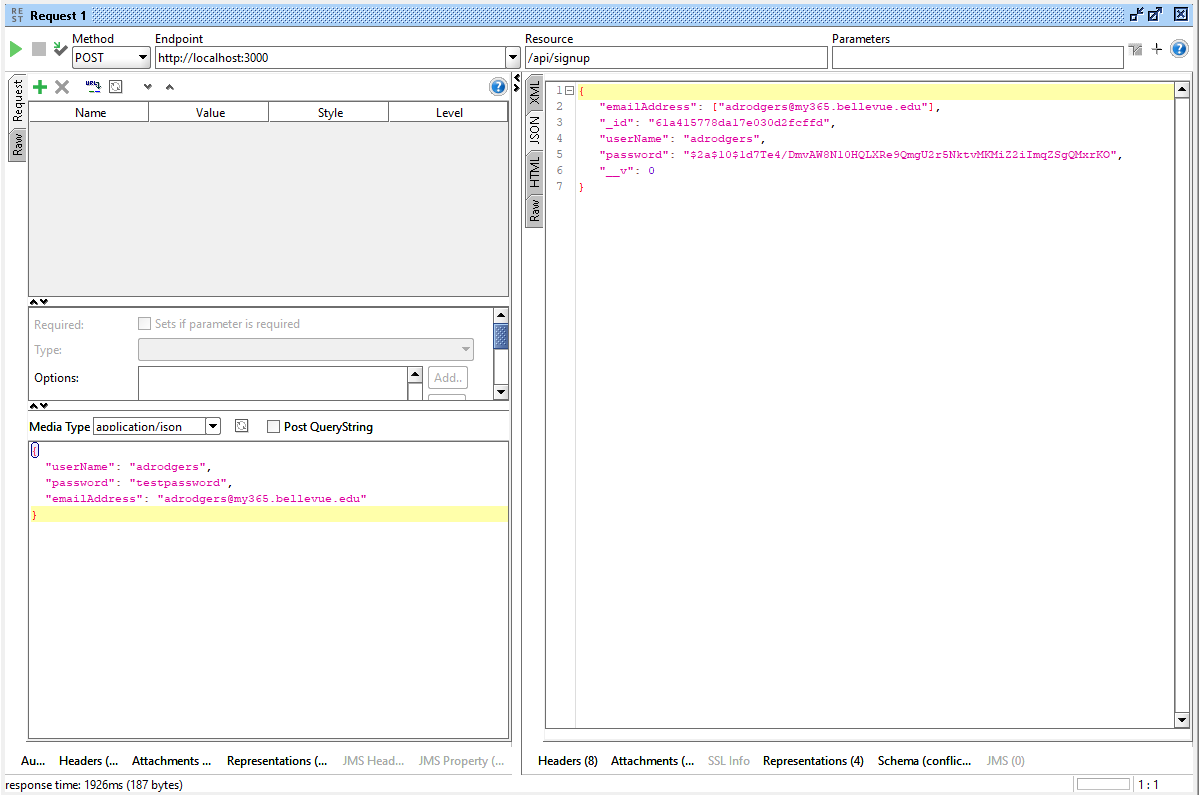 RE ST Request 1
Method Endpoint Resource Parameters
POST http://localhost:3000 /api/signup
Request
Raw
Name Value Style Level
Required: Sets if parameter is required
Type:
Options: Add..
Media Type application/json Post QueryString
{
"userName": "adrodgers",
"password": "testpassword",
"emailAddress": "adrodgers@my365.bellevue.edu"
}
Au... Headers (... Attachments ... Representations (... JMS Head... JMS Property (...
XML
JSON
HTML
Raw
1 {
2 "emailAddress": ["adrodgers@my365.bellevue.edu"],
3 "_id": "61a415778da17e030d2fcffd",
4 "userName": "adrodgers",
5 "password": "$2a$10$1d7Te4/DmvAW8Nl0HQLXRe9QmgU2r5NktvMKMiZ2iImqZSgQMxrKO",
6 "__v": 0
7 }
Headers (8) Attachments (... SSL Info Representations (4) Schema (conflic... JMS (0)
response time: 1926ms (187 bytes) 1 : 1